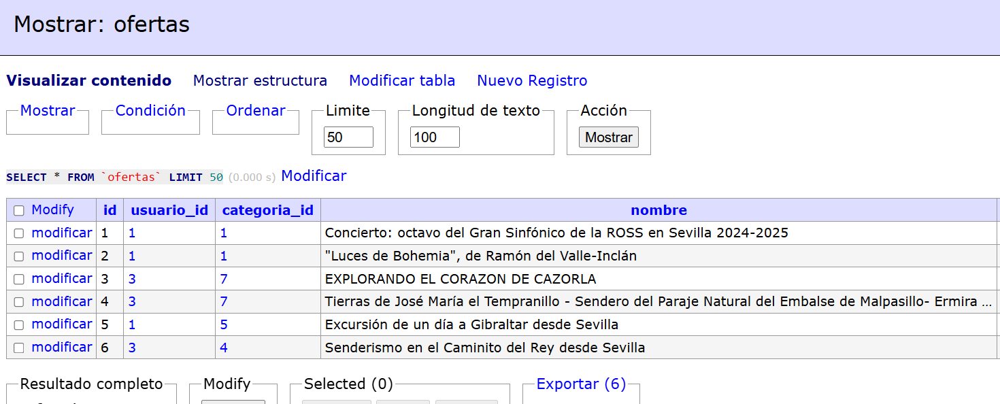 Mostrar: ofertas
Visualizar contenido Mostrar estructura Modificar tabla Nuevo Registro
Mostrar Condición Ordenar Limite Longitud de texto Acción
50 100 Mostrar
SELECT * FROM `ofertas` LIMIT 50 (0.000 s) Modificar
Modify id usuario_id categoria_id nombre
modificar 1 1 1 Concierto: octavo del Gran Sinfónico de la ROSS en Sevilla 2024-2025
modificar 2 1 1 "Luces de Bohemia", de Ramón del Valle-Inclán
modificar 3 3 7 EXPLORANDO EL CORAZON DE CAZORLA
modificar 4 3 7 Tierras de José María el Tempranillo - Sendero del Paraje Natural del Embalse de Malpasillo- Ermira ...
modificar 5 1 5 Excursión de un día a Gibraltar desde Sevilla
modificar 6 3 4 Senderismo en el Caminito del Rey desde Sevilla
Resultado completo Modify Selected (0) Exportar (6)